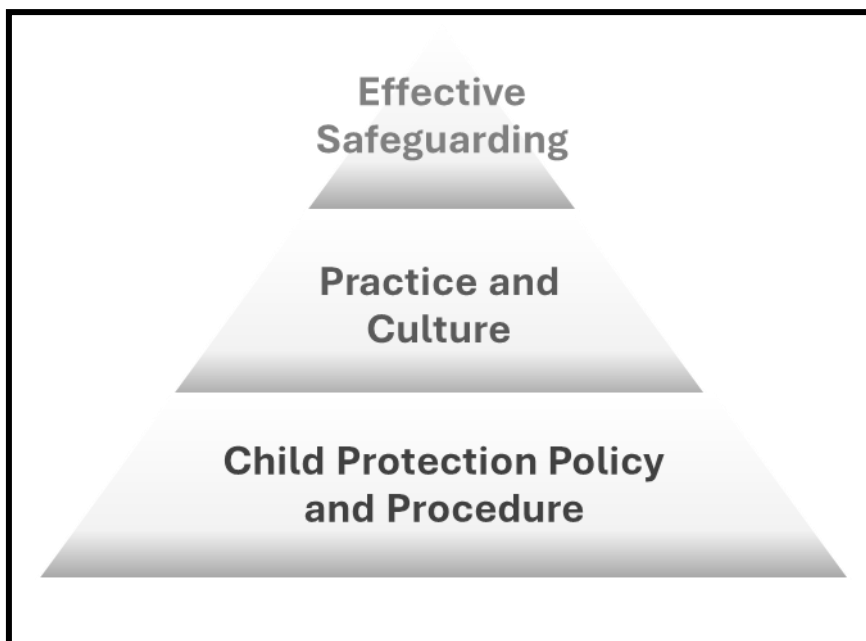 Effective
Safeguarding
Practice and
Culture
Child Protection Policy
and Procedure